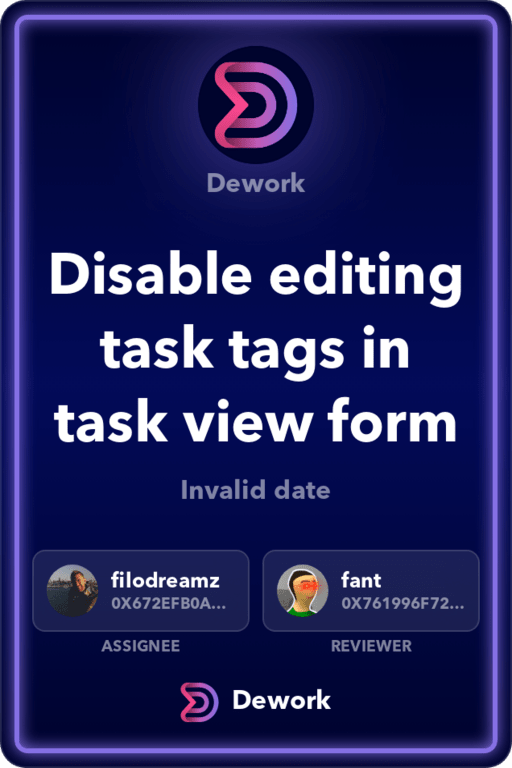 Dework
Disable editing
task tags in
task view form
Invalid date
filodreamz
0X672EFB0A...
fant
0X761996F72...
ASSIGNEE
REVIEWER
Dework